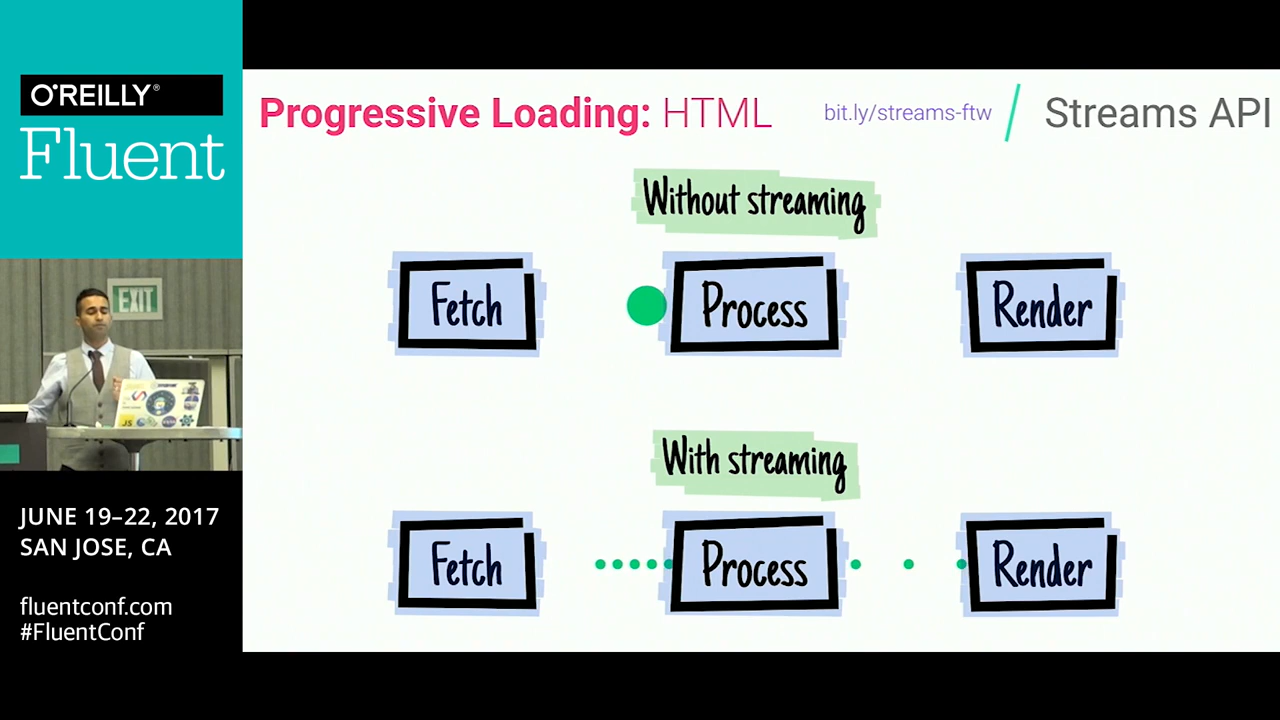 O'REILLY®
Fluent
EXIT
JS
JUNE 19–22, 2017
SAN JOSE, CA
fluentconf.com
#FluentConf
Progressive Loading: HTML
bit.ly/streams-ftw
Streams API
Without streaming
Fetch
Process
Render
With streaming
Fetch
Process
Render